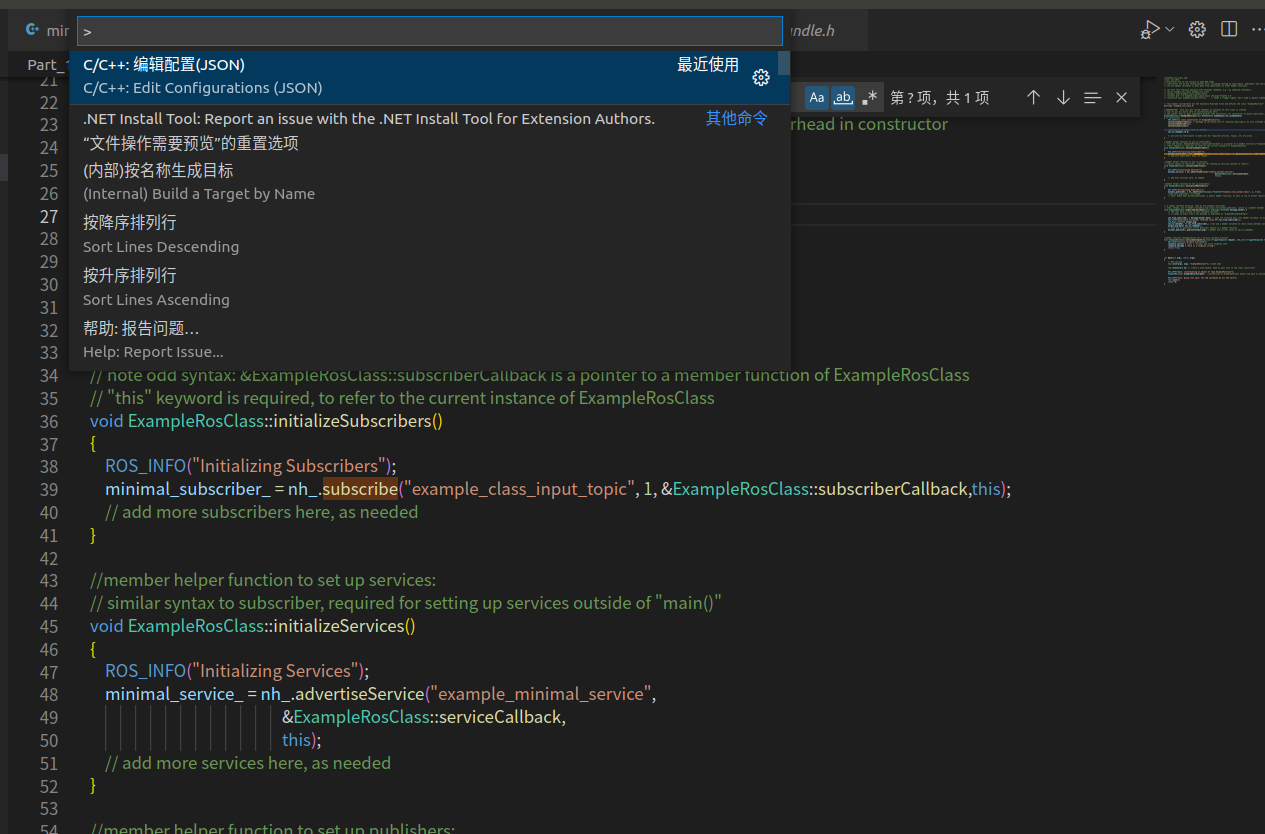 mir
ndle.h
>
Part_1
C/C++: 编辑配置(JSON)
最近使用
C/C++: Edit Configurations (JSON)
.NET Install Tool: Report an issue with the .NET Install Tool for Extension Authors.
其他命令
“文件操作需要预览”的重置选项
(内部)按名称生成目标
(Internal) Build a Target by Name
按降序排列行
Sort Lines Descending
按升序排列行
Sort Lines Ascending
帮助: 报告问题...
Help: Report Issue...
Aa ab .* 第 ? 项，共 1 项
21
22
23 rhead in constructor
24
25
26
27
28
29
30
31
32
33
34 // note odd syntax: &ExampleRosClass::subscriberCallback is a pointer to a member function of ExampleRosClass
35 // "this" keyword is required, to refer to the current instance of ExampleRosClass
36 void ExampleRosClass::initializeSubscribers()
37 {
38 ROS_INFO("Initializing Subscribers");
39 minimal_subscriber_ = nh_.subscribe("example_class_input_topic", 1, &ExampleRosClass::subscriberCallback,this);
40 // add more subscribers here, as needed
41 }
42
43 //member helper function to set up services:
44 // similar syntax to subscriber, required for setting up services outside of "main()"
45 void ExampleRosClass::initializeServices()
46 {
47 ROS_INFO("Initializing Services");
48 minimal_service_ = nh_.advertiseService("example_minimal_service",
49 &ExampleRosClass::serviceCallback,
50 this);
51 // add more services here, as needed
52 }
53
54 //member helper function to set up publishers: